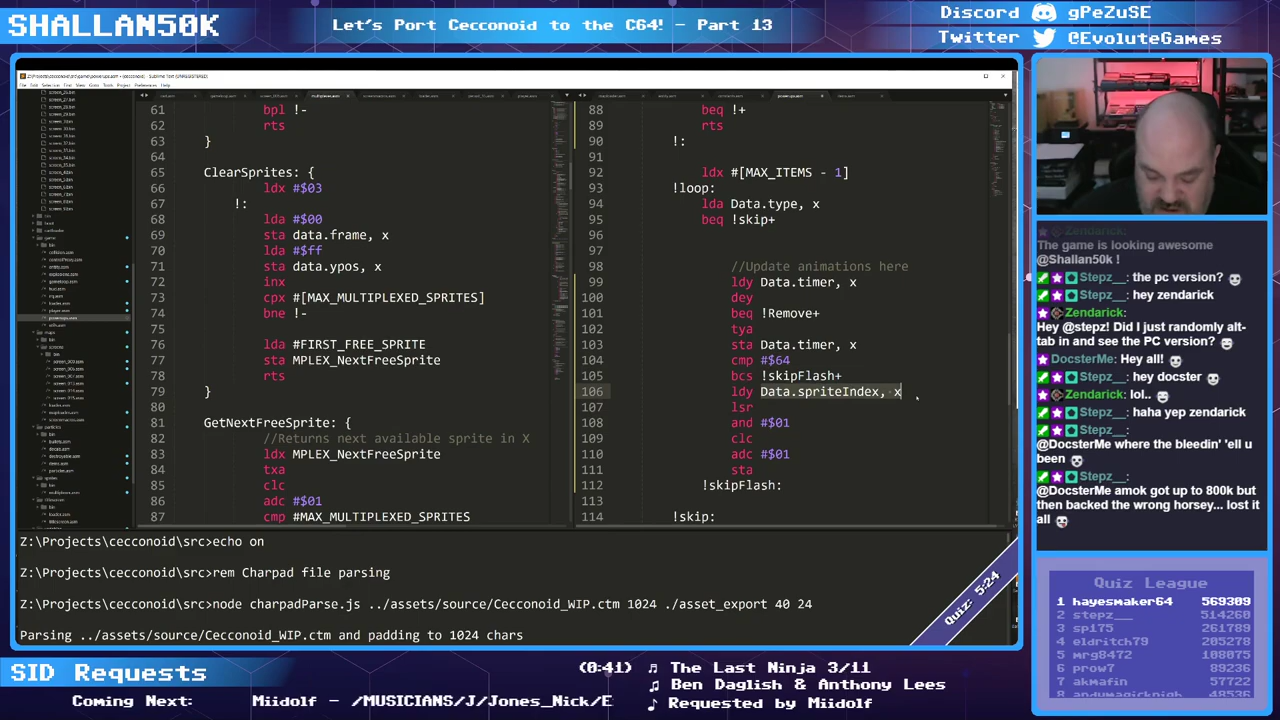 SHALLAN50K
Let's Port Cecconoid to the C64! - Part 13
Discord gPeZuSE
Twitter @EvoluteGames
61 bpl !-
62 rts
63 }
64
65 ClearSprites: {
66 ldx #$03
67 !:
68 lda #$00
69 sta data.frame, x
70 lda #$ff
71 sta data.ypos, x
72 inx
73 cpx #[MAX_MULTIPLEXED_SPRITES]
74 bne !-
75
76 lda #FIRST_FREE_SPRITE
77 sta MPLEX_NextFreeSprite
78 rts
79 }
80
81 GetNextFreeSprite: {
82 //Returns next available sprite in X
83 ldx MPLEX_NextFreeSprite
84 txa
85 clc
86 adc #$01
87 cmp #MAX_MULTIPLEXED_SPRITES
88 beq !+
89 rts
90 !:
91
92 ldx #[MAX_ITEMS - 1]
93 !loop:
94 lda Data.type, x
95 beq !skip+
96
97
98 //Update animations here
99 ldy Data.timer, x
100 dey
101 beq !Remove+
102 tya
103 sta Data.timer, x
104 cmp #$64
105 bcs !skipFlash+
106 ldy Data.spriteIndex, x
107 lsr
108 and #$01
109 clc
110 adc #$01
111 sta
112 !skipFlash:
113
114 !skip:
Z:\Projects\cecconoid\src>echo on
Z:\Projects\cecconoid\src>rem Charpad file parsing
Z:\Projects\cecconoid\src>node charpadParse.js ../assets/source/Cecconoid_WIP.ctm 1024 ./asset_export 40 24
Parsing ../assets/source/Cecconoid_WIP.ctm and padding to 1024 chars
Quiz: 5:24
Zendarick:
The game is looking awesome
@Shallan50k !
Stepz__: the pc version?
Stepz__: hey zendarick
Zendarick:
Hey @stepz! Did I just randomly alt-
tab in and see the PC version?
DocsterMe: Hey all!
Stepz__: hey docster
Zendarick: lol..
Stepz__: haha yep zendarick
Stepz__:
@DocsterMe where the bleedin' 'ell u
been
Stepz__:
@DocsterMe amok got up to 800k but
then backed the wrong horsey... lost it
all
Quiz League
1 hayesmaker64 569309
2 stepz__ 514260
3 sp175 261789
4 eldritch79 205278
5 mrg8472 108075
6 prow7 89236
7 akmafin 57722
SID Requests
(0:41) ♫ The Last Ninja 3/11
♫ Ben Daglish & Anthony Lees
♪ Requested by Miidolf
Coming Next: Miidolf - /MUSICIANS/J/Jones_Nick/E